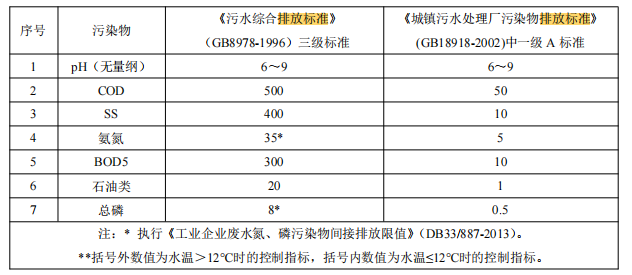 序号 污染物 《污水综合排放标准》 《城镇污水处理厂污染物排放标准》
（GB8978-1996）三级标准 (GB18918-2002)中一级 A 标准
1 pH（无量纲） 6～9 6～9
2 COD 500 50
3 SS 400 10
4 氨氮 35* 5
5 BOD5 300 10
6 石油类 20 1
7 总磷 8* 0.5
注：* 执行《工业企业废水氮、磷污染物间接排放限值》（DB33/887-2013）。
**括号外数值为水温＞12℃时的控制指标，括号内数值为水温≤12℃时的控制指标。